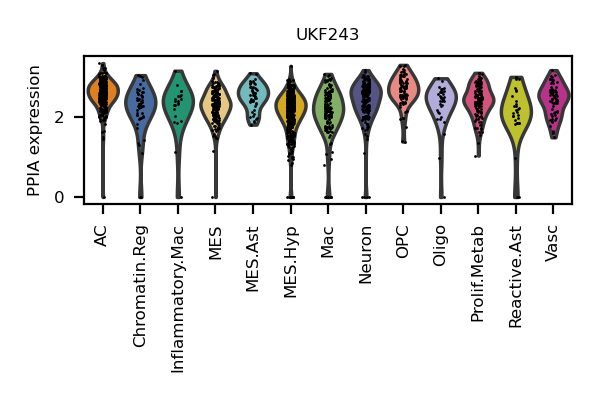 UKF243
PPIA expression
2
0
AC
Chromatin.Reg
Inflammatory.Mac
MES
MES.Ast
MES.Hyp
Mac
Neuron
OPC
Oligo
Prolif.Metab
Reactive.Ast
Vasc